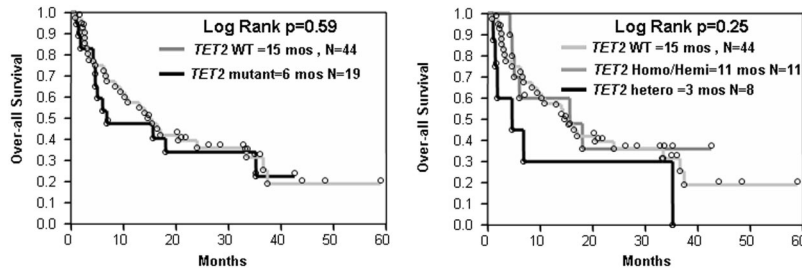 Log Rank p=0.59
TET2 WT =15 mos , N=44
TET2 mutant=6 mos N=19
Over-all Survival
1.0
0.9
0.8
0.7
0.6
0.5
0.4
0.3
0.2
0.1
0.0
0 10 20 30 40 50 60
Months
Log Rank p=0.25
TET2 WT =15 mos , N=44
TET2 Homo/Hemi=11 mos N=11
TET2 hetero =3 mos N=8
Over-all Survival
1.0
0.9
0.8
0.7
0.6
0.5
0.4
0.3
0.2
0.1
0.0
0 10 20 30 40 50 60
Months